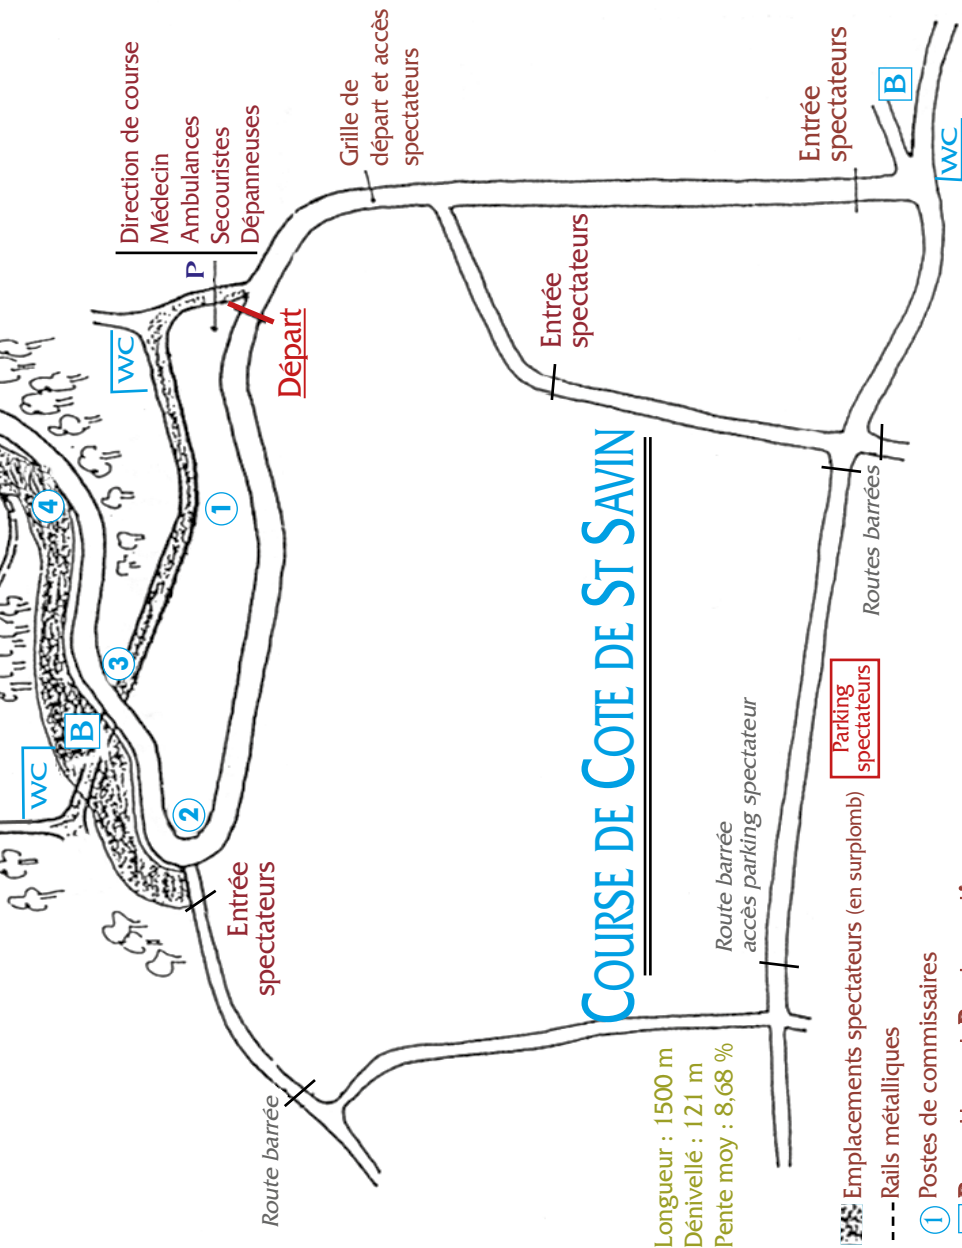 COURSE DE COTE DE ST SAVIN
Direction de course
Médecin
Ambulances
Secouristes
Dépanneuses
P
Grille de
départ et accès
spectateurs
Départ
WC
1
2
3
4
B
WC
Entrée
spectateurs
Entrée
spectateurs
Entrée
spectateurs
B
WC
Routes barrées
Parking
spectateurs
Route barrée
accès parking spectateur
Route barrée
Longueur : 1500 m
Dénivellé : 121 m
Pente moy : 8,68 %
Emplacements spectateurs (en surplomb)
Rails métalliques
1 Postes de commissaires